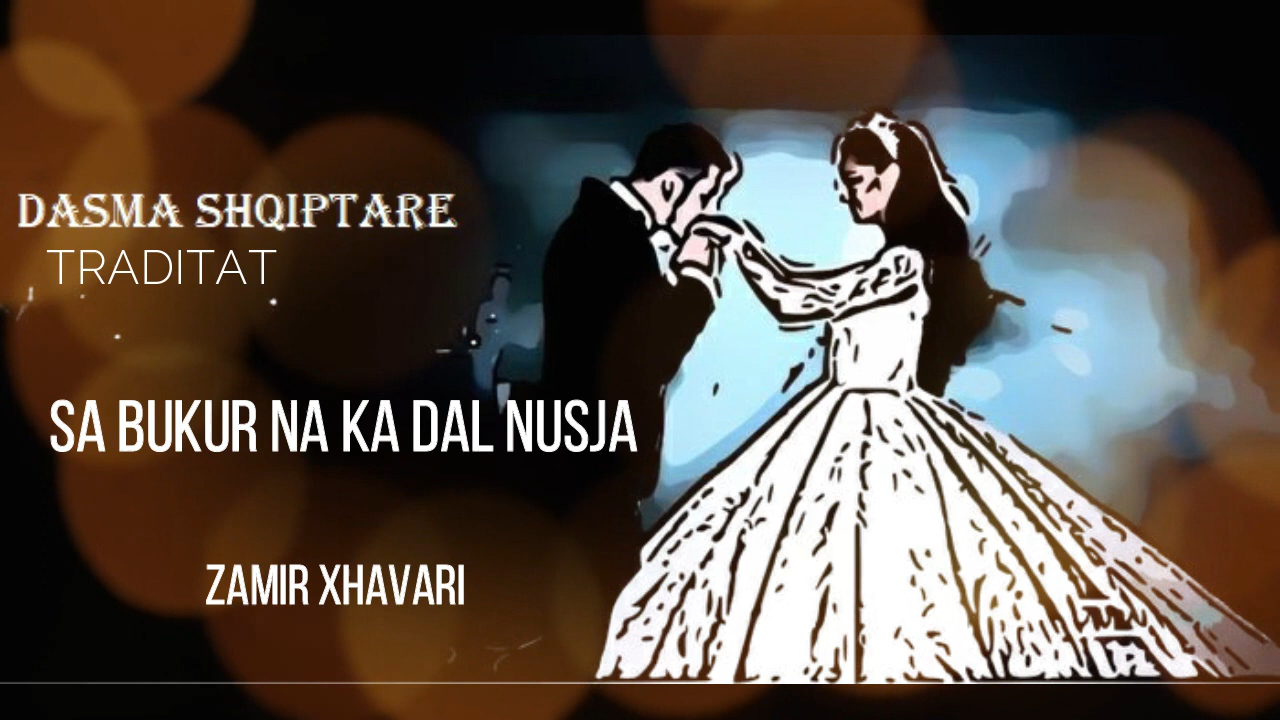 DASMA SHQIPTARE
TRADITAT
SA BUKUR NA KA DAL NUSJA
ZAMIR XHAVARI